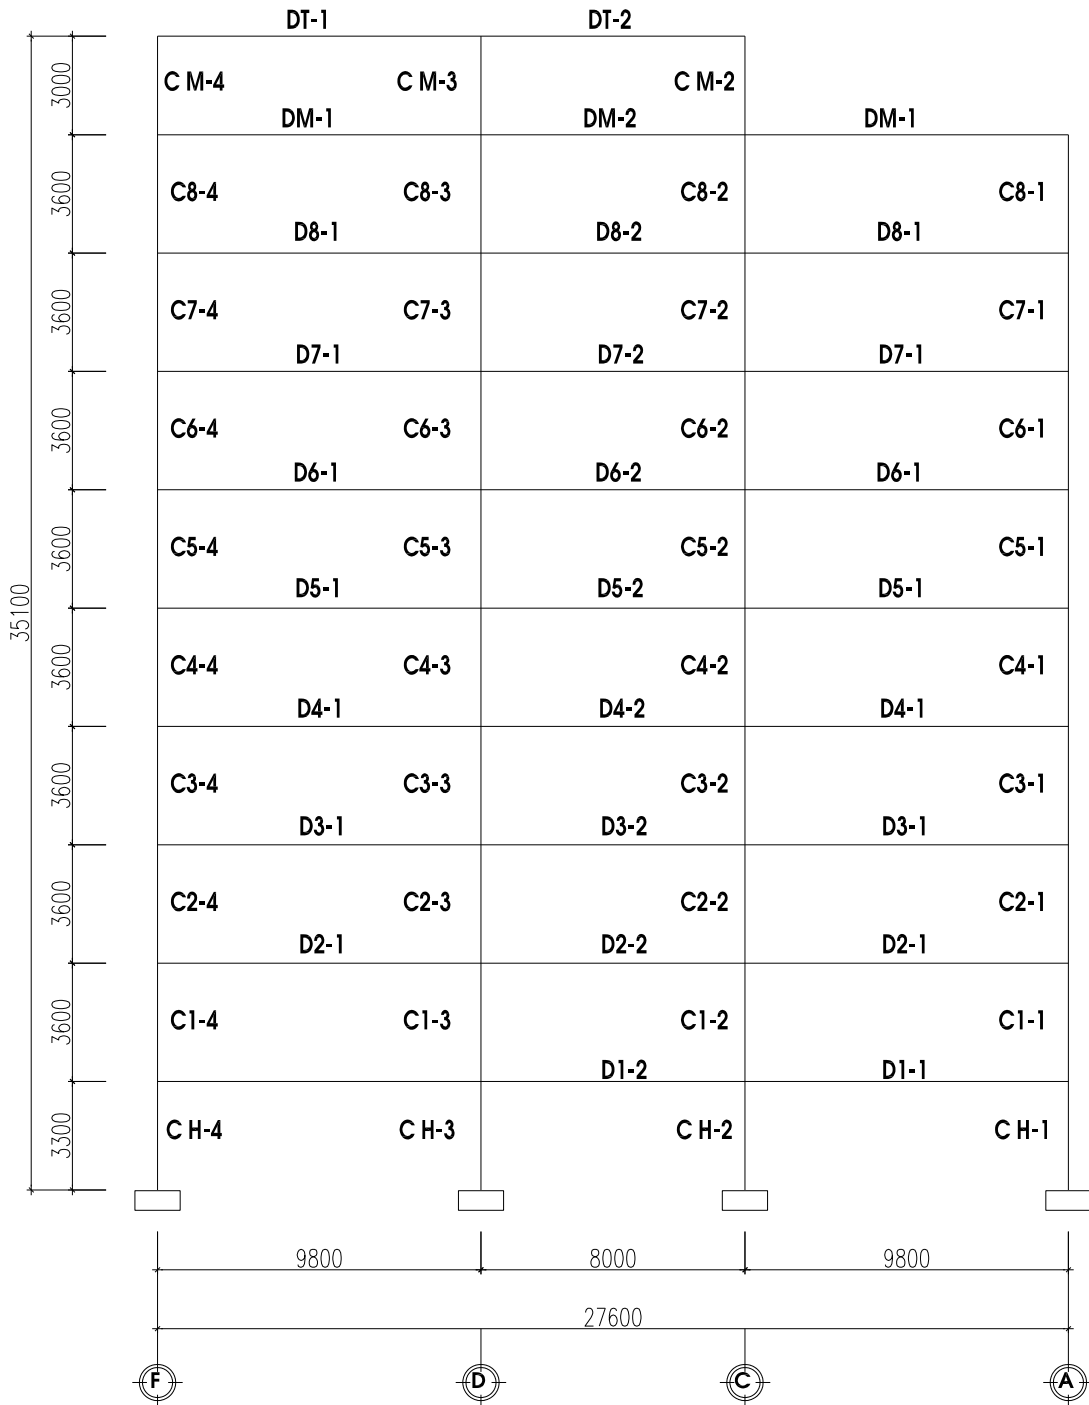 DT-1 DT-2
3000 C M-4 C M-3 C M-2
DM-1 DM-2 DM-1
3600 C8-4 C8-3 C8-2 C8-1
D8-1 D8-2 D8-1
3600 C7-4 C7-3 C7-2 C7-1
D7-1 D7-2 D7-1
3600 C6-4 C6-3 C6-2 C6-1
D6-1 D6-2 D6-1
3600 C5-4 C5-3 C5-2 C5-1
D5-1 D5-2 D5-1
35100
3600 C4-4 C4-3 C4-2 C4-1
D4-1 D4-2 D4-1
3600 C3-4 C3-3 C3-2 C3-1
D3-1 D3-2 D3-1
3600 C2-4 C2-3 C2-2 C2-1
D2-1 D2-2 D2-1
3600 C1-4 C1-3 C1-2 C1-1
D1-2 D1-1
3300 C H-4 C H-3 C H-2 C H-1
9800 8000 9800
27600
F D C A